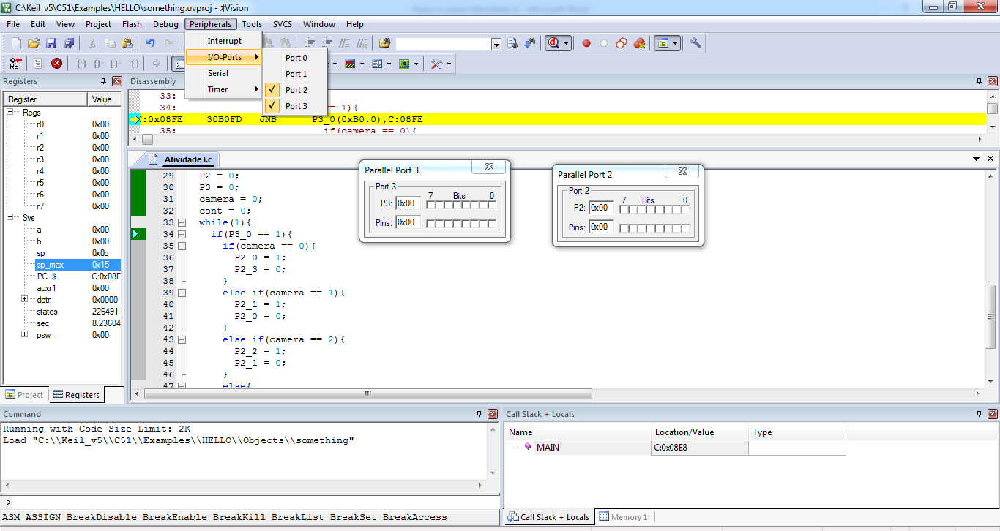 C:\Keil_v5\C51\Examples\HELLO\something.uvproj - µVision
File Edit View Project Flash Debug Peripherals Tools SVCS Window Help
Interrupt
I/O-Ports
Serial
Timer
Port 0
Port 1
Port 2
Port 3
RST
Registers
Register Value
Regs
r0 0x00
r1 0x00
r2 0x00
r3 0x00
r4 0x00
r5 0x00
r6 0x00
r7 0x00
Sys
a 0x00
b 0x00
sp 0x0b
sp_max 0x15
PC $ C:0x08F
auxr1 0x00
dptr 0x0000
states 226491
sec 8.23604
psw 0x00
Project Registers
Disassembly
33:
34: == 1){
C:0x08FE 30B0FD JNB P3_0(0xB0.0),C:08FE
35: if(camera == 0){
Atividade3.c
29 P2 = 0;
30 P3 = 0;
31 camera = 0;
32 cont = 0;
33 while(1){
34 if(P3_0 == 1){
35 if(camera == 0){
36 P2_0 = 1;
37 P2_3 = 0;
38 }
39 else if(camera == 1){
40 P2_1 = 1;
41 P2_0 = 0;
42 }
43 else if(camera == 2){
44 P2_2 = 1;
45 P2_1 = 0;
46 }
47 else{
Parallel Port 3
Port 3
7 Bits 0
P3: 0x00
Pins: 0x00
Parallel Port 2
Port 2
7 Bits 0
P2: 0x00
Pins: 0x00
Command
Running with Code Size Limit: 2K
Load "C:\\Keil_v5\\C51\\Examples\\HELLO\\Objects\\something"
>
ASM ASSIGN BreakDisable BreakEnable BreakKill BreakList BreakSet BreakAccess
Call Stack + Locals
Name Location/Value Type
MAIN C:0x08E8
Call Stack + Locals Memory 1